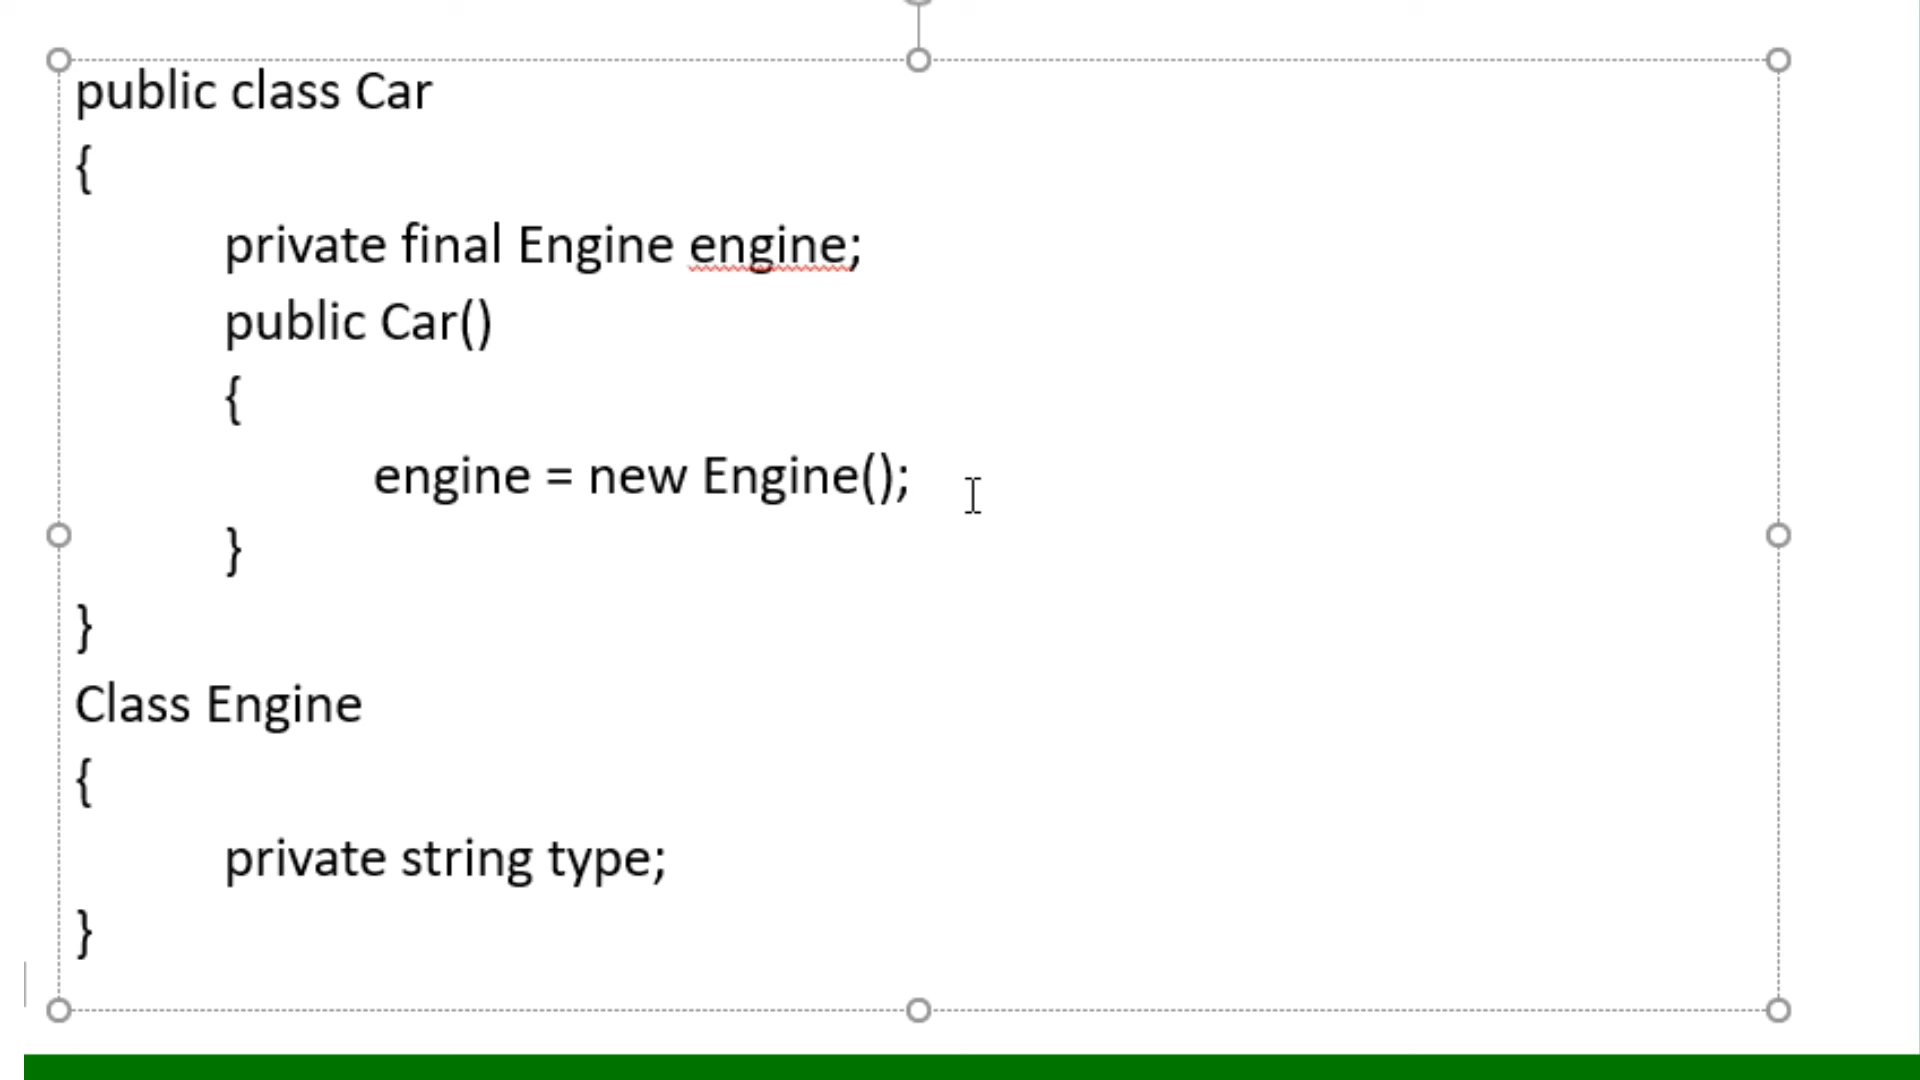 public class Car
{
private final Engine engine;
public Car()
{
engine = new Engine();
}
}
Class Engine
{
private string type;
}